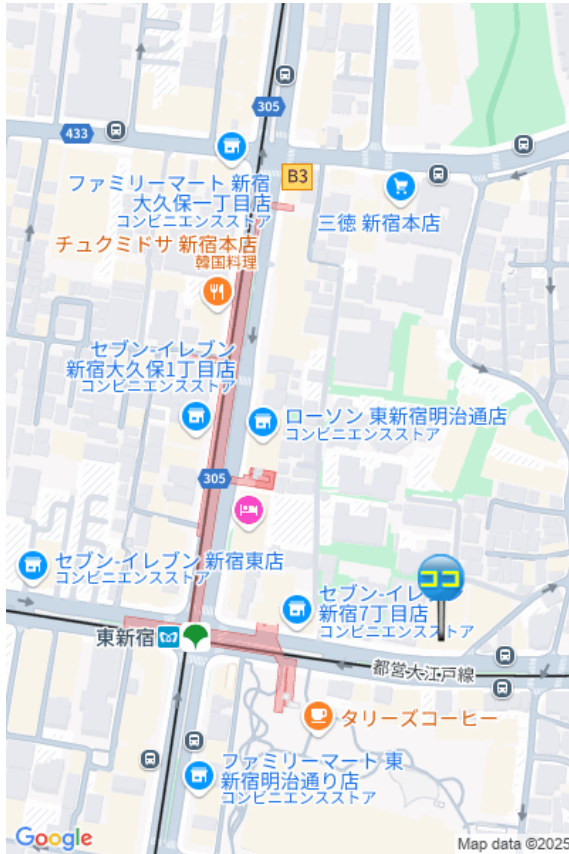 305
433
B3
ファミリーマート 新宿
大久保一丁目店
コンビニエンスストア
三徳 新宿本店
チュクミドサ 新宿本店
韓国料理
セブン-イレブン
新宿大久保1丁目店
コンビニエンスストア
ローソン 東新宿明治通店
コンビニエンスストア
305
セブン-イレブン 新宿東店
コンビニエンスストア
ココ
セブン-イレ
新宿7丁目店
コンビニエンスストア
東新宿
都営大江戸線
タリーズコーヒー
ファミリーマート 東
新宿明治通り店
コンビニエンスストア
Google
Map data ©2025